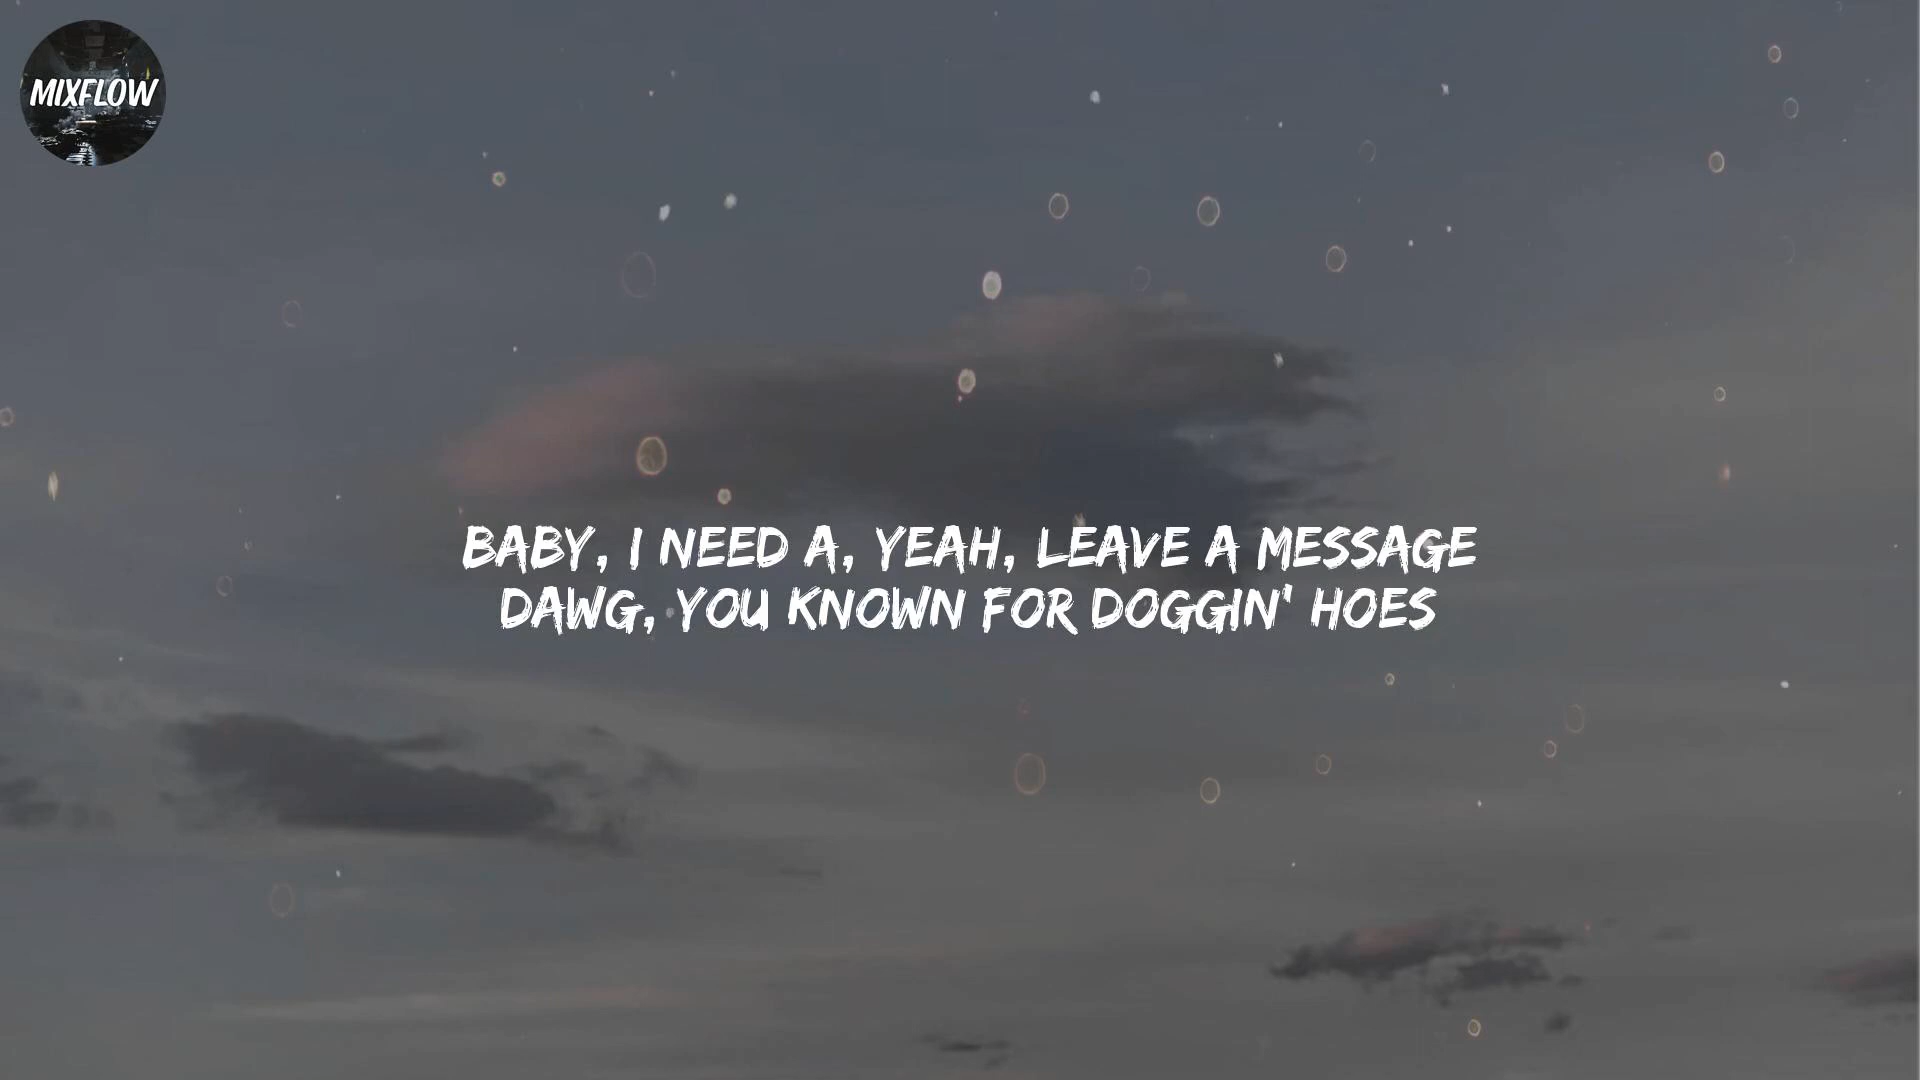 MIXFLOW
BABY, I NEED A, YEAH, LEAVE A MESSAGE
DAWG, YOU KNOWN FOR DOGGIN' HOES